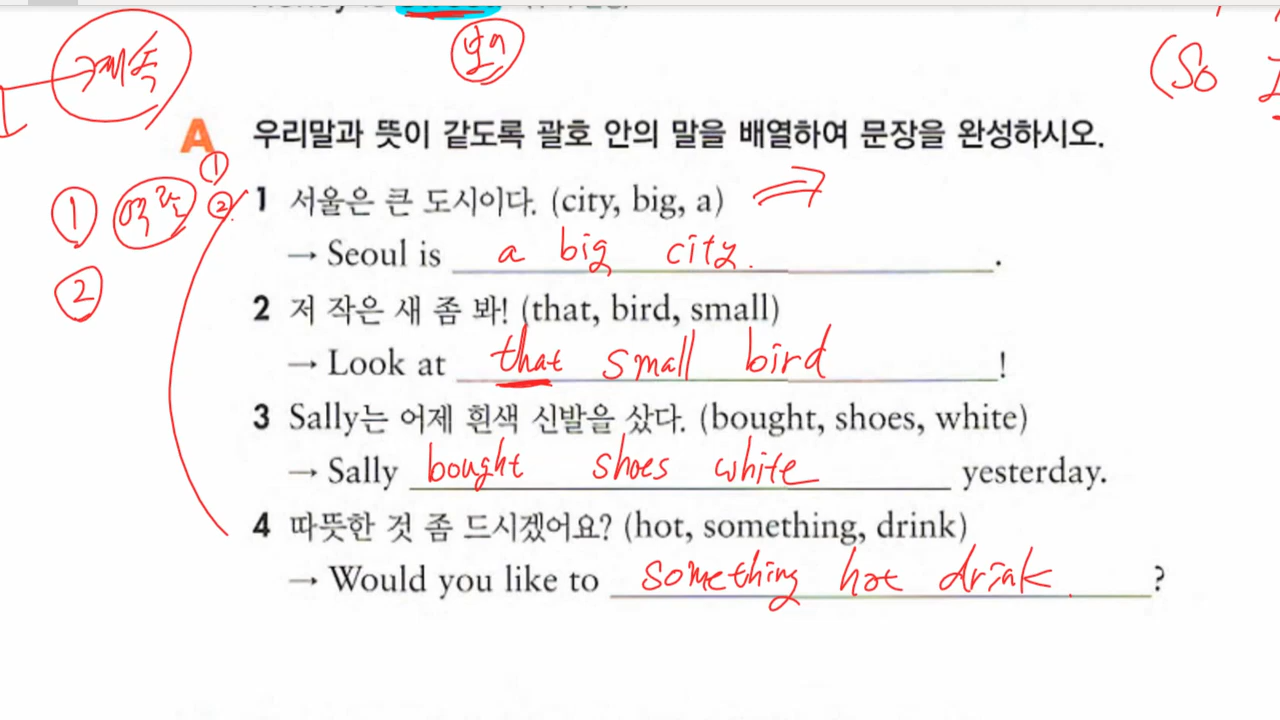 계속
보어
(So
A 우리말과 뜻이 같도록 괄호 안의 말을 배열하여 문장을 완성하시오.
①
① ② 1 서울은 큰 도시이다. (city, big, a)
→ Seoul is a big city.
②
2 저 작은 새 좀 봐! (that, bird, small)
→ Look at that small bird !
3 Sally는 어제 흰색 신발을 샀다. (bought, shoes, white)
→ Sally bought shoes white yesterday.
4 따뜻한 것 좀 드시겠어요? (hot, something, drink)
→ Would you like to something hot drink. ?